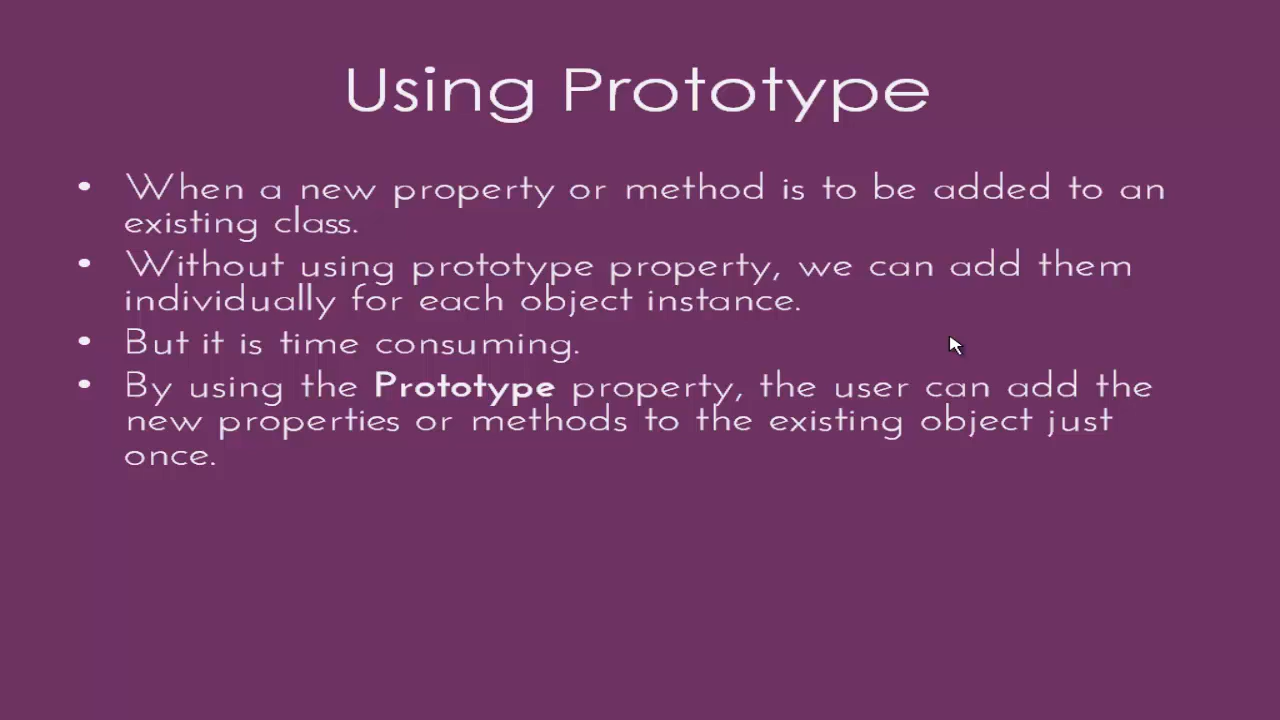 Using Prototype
• When a new property or method is to be added to an
existing class.
• Without using prototype property, we can add them
individually for each object instance.
• But it is time consuming.
• By using the Prototype property, the user can add the
new properties or methods to the existing object just
once.